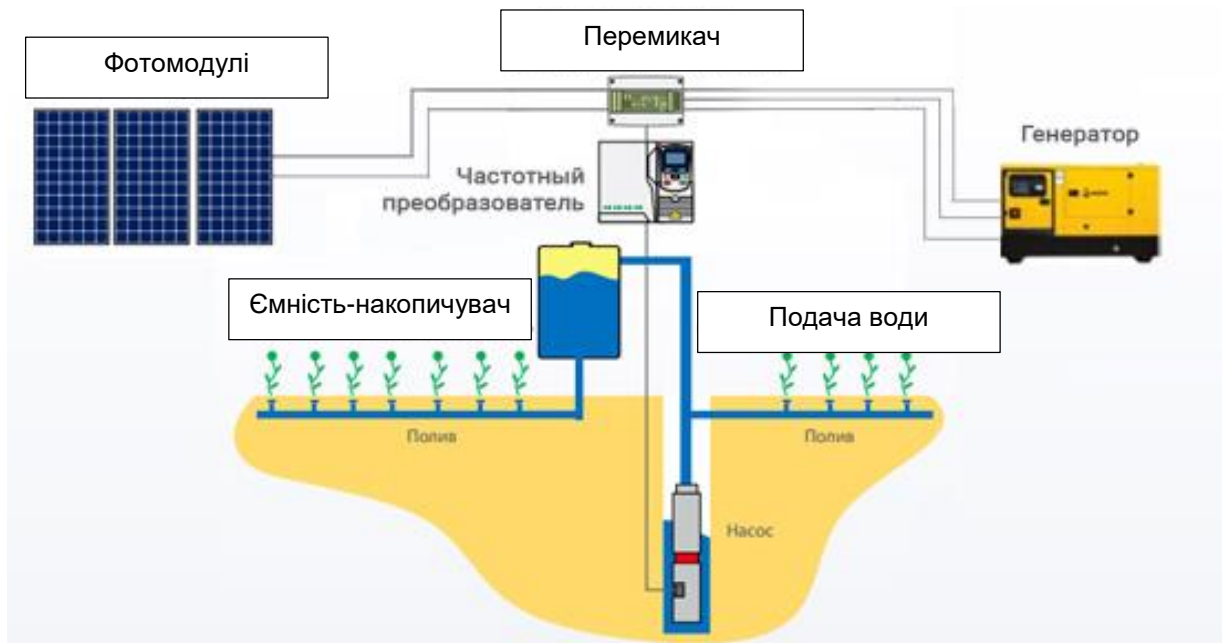 Перемикач
Фотомодулі
Генератор
Частотный
преобразователь
Ємність-накопичувач
Подача води
Полив
Полив
Насос